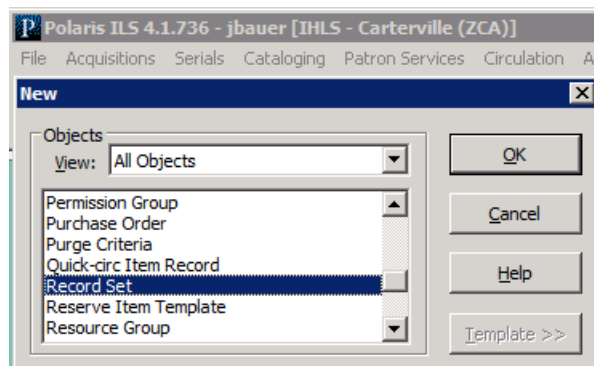 Polaris ILS 4.1.736 - jbauer [IHLS - Carterville (ZCA)]
File Acquisitions Serials Cataloging Patron Services Circulation A
New
Objects
View: All Objects
OK
Permission Group
Purchase Order
Purge Criteria
Quick-circ Item Record
Record Set
Reserve Item Template
Resource Group
Cancel
Help
Template >>